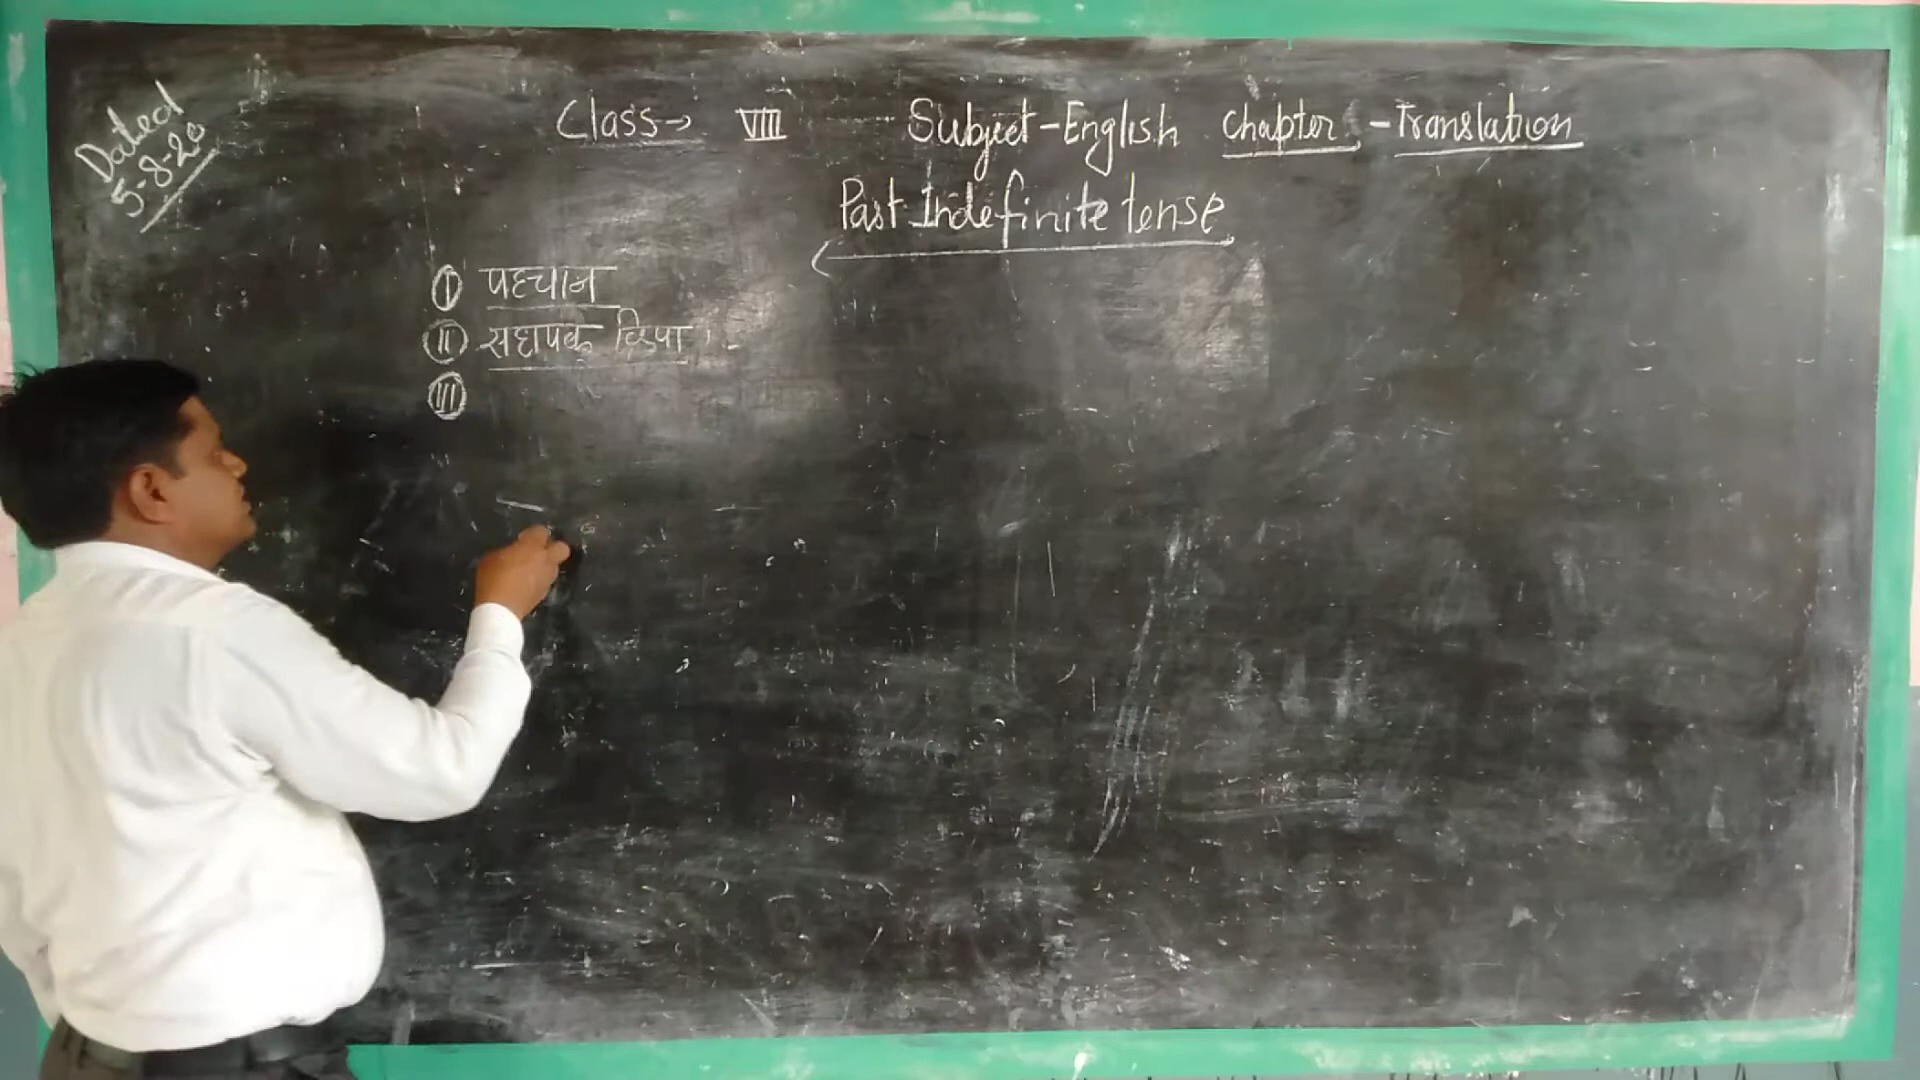 Dated
5-8-20
Class→ VIII Subject-English Chapter -Translation
Past Indefinite tense
I पहचान
II सहायक क्रिया
III